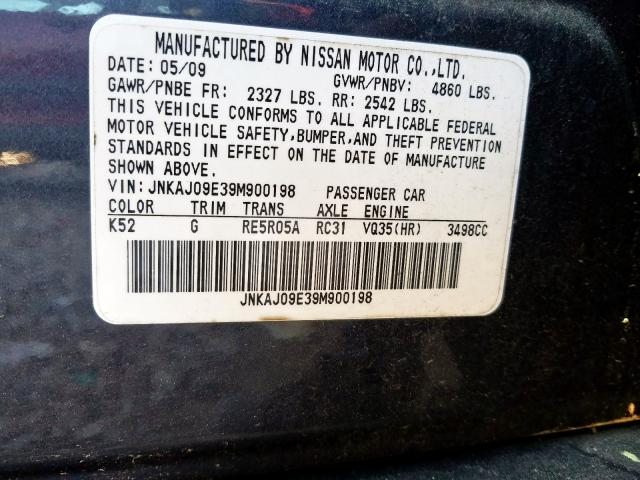 MANUFACTURED BY NISSAN MOTOR CO.,LTD.
DATE: 05/09 GVWR/PNBV: 4860 LBS.
GAWR/PNBE FR: 2327 LBS. RR: 2542 LBS.
THIS VEHICLE CONFORMS TO ALL APPLICABLE FEDERAL
MOTOR VEHICLE SAFETY,BUMPER,AND THEFT PREVENTION
STANDARDS IN EFFECT ON THE DATE OF MANUFACTURE
SHOWN ABOVE.
VIN: JNKAJ09E39M900198 PASSENGER CAR
COLOR TRIM TRANS AXLE ENGINE
K52 G RE5R05A RC31 VQ35(HR) 3498CC
JNKAJ09E39M900198